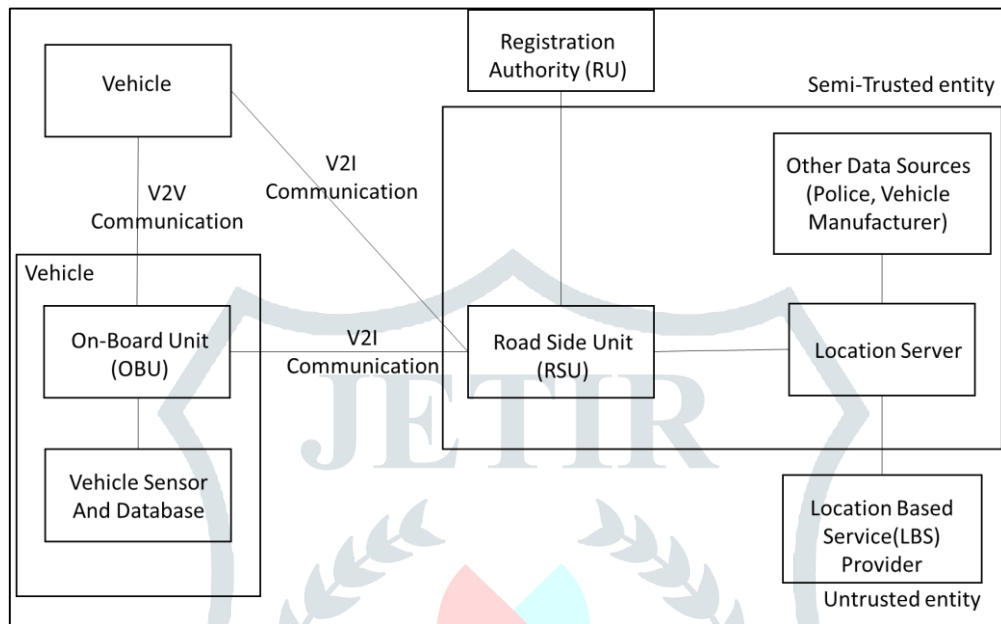 Registration
Authority (RU)
Vehicle
Semi-Trusted entity
Other Data Sources
(Police, Vehicle
Manufacturer)
V2I
Communication
V2V
Communication
Vehicle
On-Board Unit
(OBU)
V2I
Communication
Road Side Unit
(RSU)
Location Server
JETIR
Vehicle Sensor
And Database
Location Based
Service(LBS)
Provider
Untrusted entity